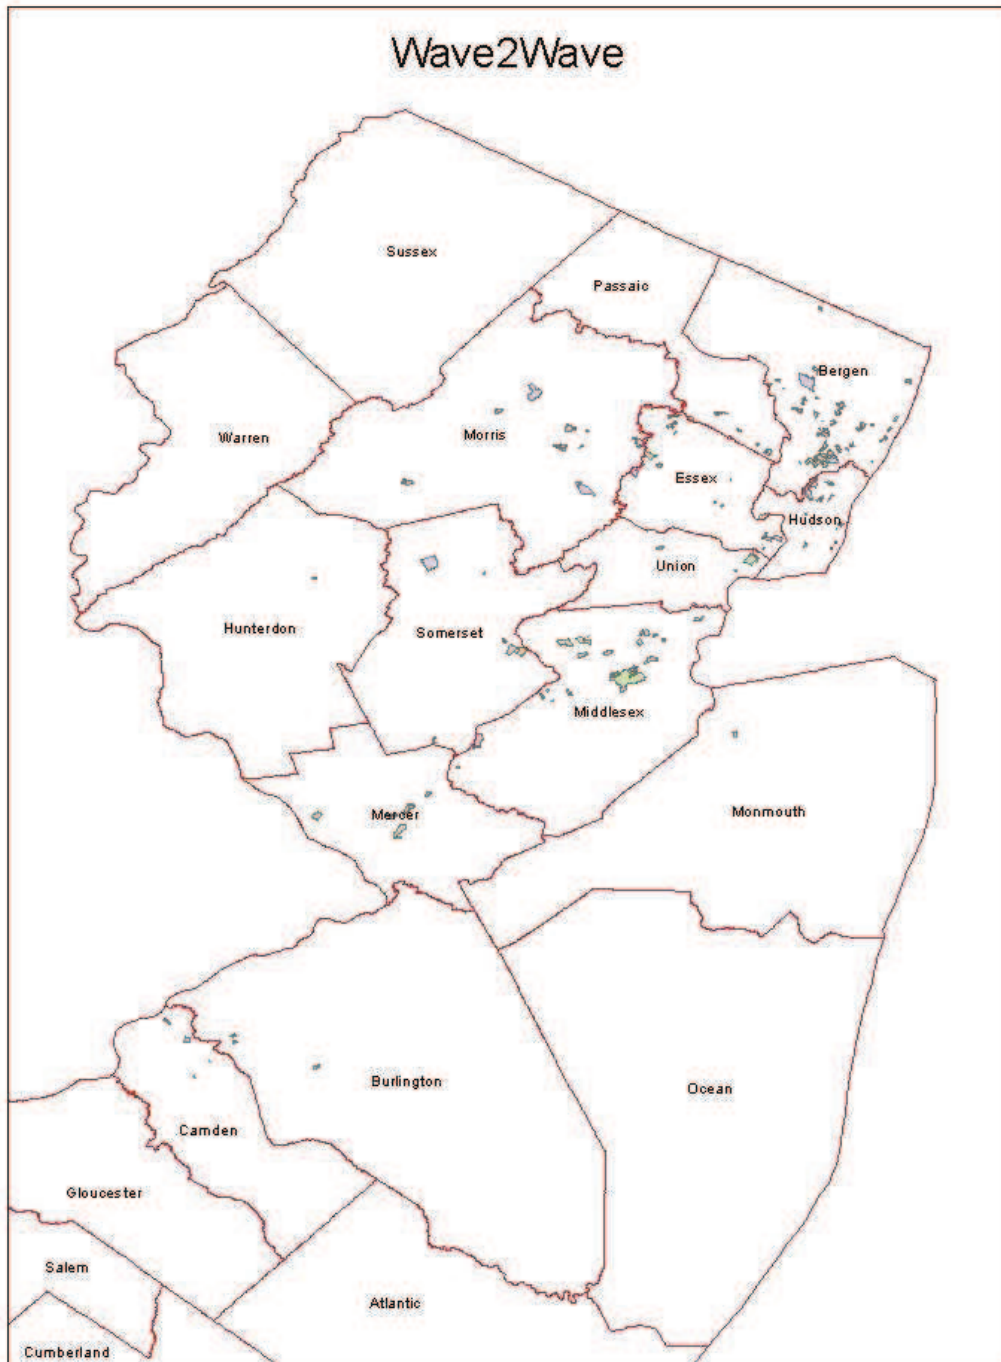 Wave2Wave
Sussex
Passaic
Bergen
Warren
Morris
Essex
Hudson
Union
Hunterdon
Somerset
Middlesex
Mercer
Monmouth
Burlington
Ocean
Camden
Gloucester
Salem
Atlantic
Cumberland